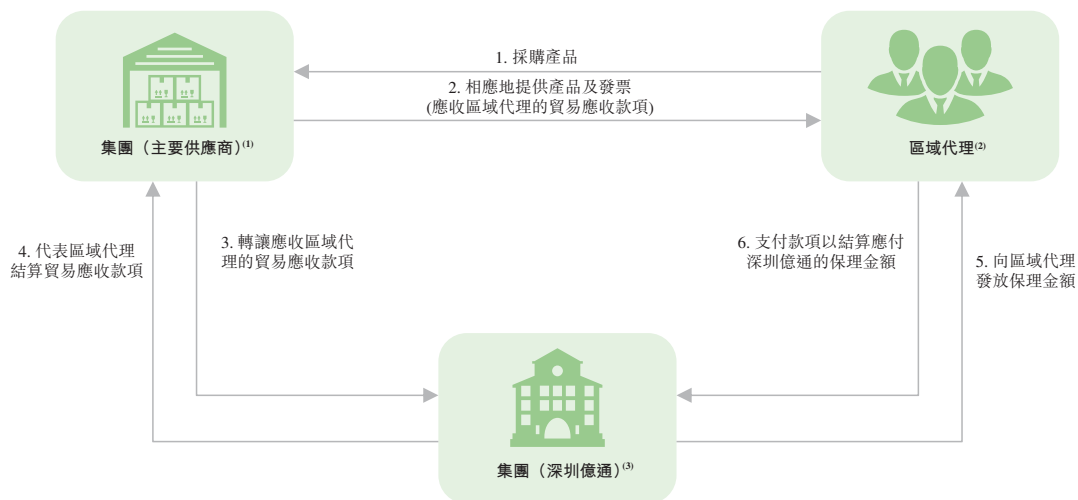 1. 採購產品
2. 相應地提供產品及發票
(應收區域代理的貿易應收款項)
集團（主要供應商）(1)
區域代理(2)
4. 代表區域代理
結算貿易應收款項
3. 轉讓應收區域代
理的貿易應收款項
6. 支付款項以結算應付
深圳億通的保理金額
5. 向區域代理
發放保理金額
集團（深圳億通）(3)